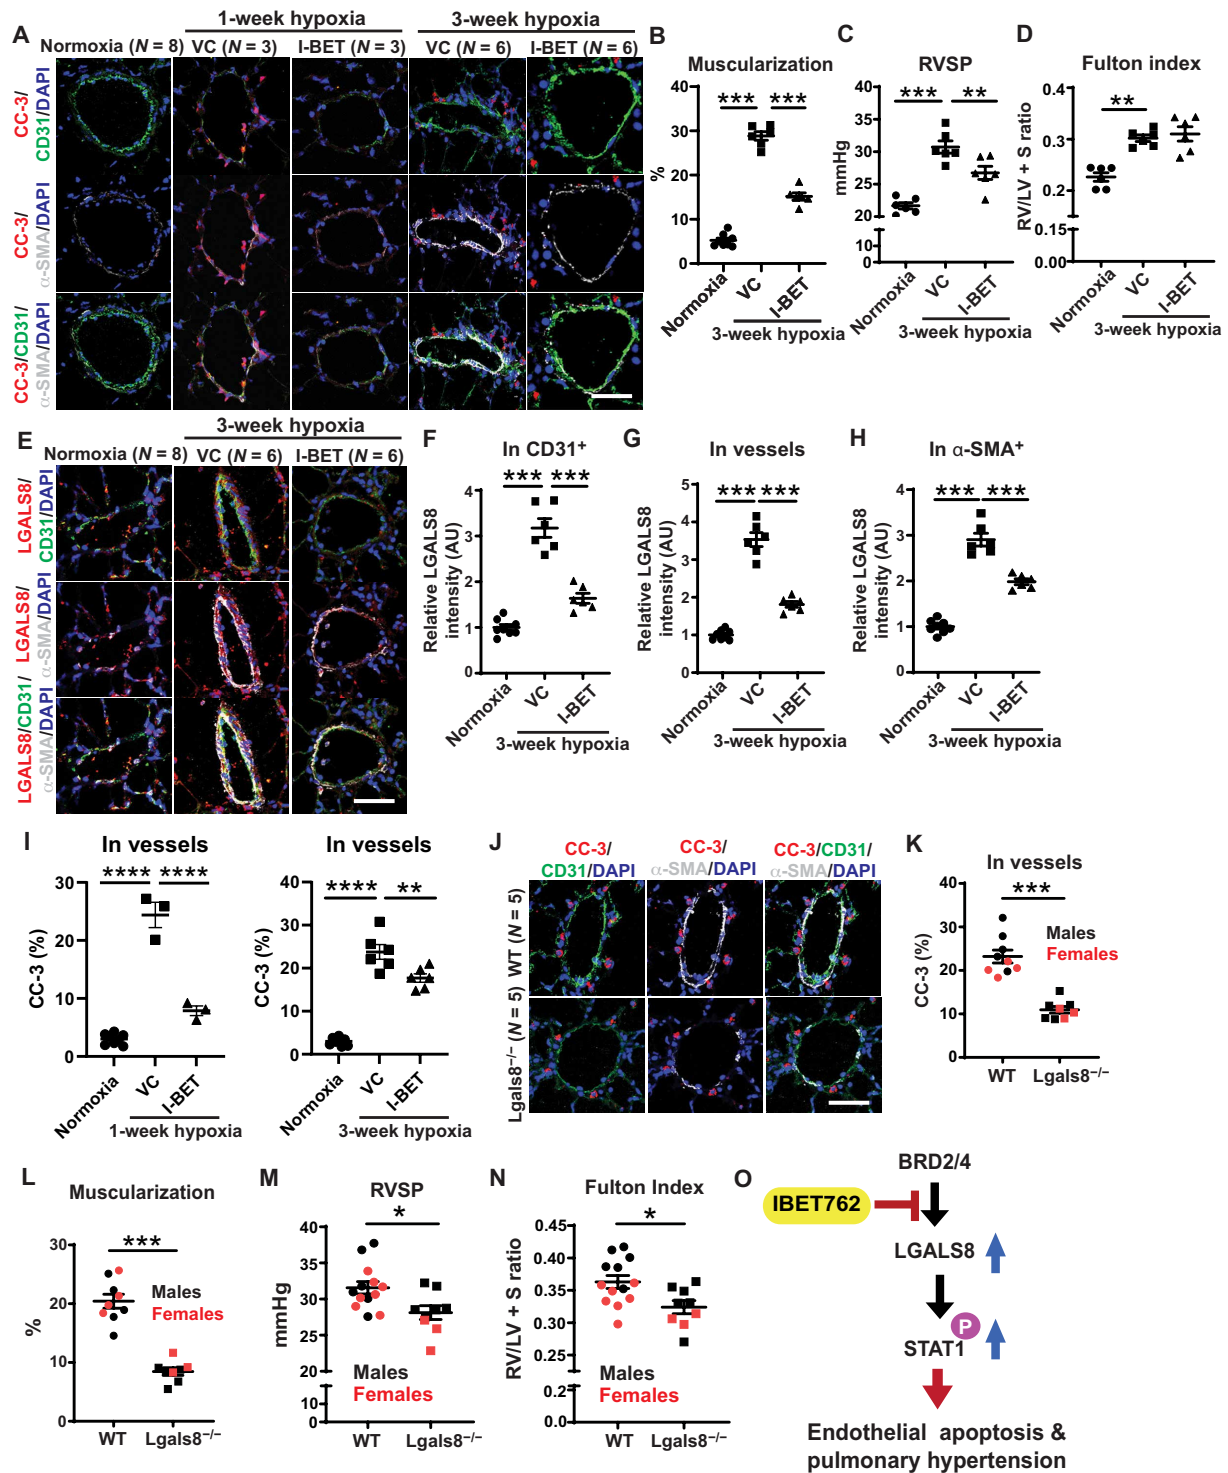 A
1-week hypoxia
3-week hypoxia
Normoxia (N = 8)
VC (N = 3)
I-BET (N = 3)
VC (N = 6)
I-BET (N = 6)
CC-3/
CD31/DAPI
CC-3/
α-SMA/DAPI
CC-3/CD31/
α-SMA/DAPI
B
Muscularization
***
***
%
40
30
20
10
0
Normoxia
VC
I-BET
3-week hypoxia
C
RVSP
***
**
mmHg
40
35
30
25
20
10
0
Normoxia
VC
I-BET
3-week hypoxia
D
Fulton index
**
RV/LV + S ratio
0.4
0.3
0.2
0.15
0.00
Normoxia
VC
I-BET
3-week hypoxia
E
3-week hypoxia
Normoxia (N = 8)
VC (N = 6)
I-BET (N = 6)
LGALS8/
CD31/DAPI
LGALS8/
α-SMA/DAPI
LGALS8/CD31/
α-SMA/DAPI
F
In CD31+
***
***
Relative LGALS8
intensity (AU)
4
3
2
1
0
Normoxia
VC
I-BET
3-week hypoxia
G
In vessels
***
***
Relative LGALS8
intensity (AU)
5
4
3
2
1
0
Normoxia
VC
I-BET
3-week hypoxia
H
In α-SMA+
***
***
Relative LGALS8
intensity (AU)
4
3
2
1
0
Normoxia
VC
I-BET
3-week hypoxia
I
In vessels
****
****
CC-3 (%)
30
20
10
0
Normoxia
VC
I-BET
1-week hypoxia
In vessels
****
**
CC-3 (%)
40
30
20
10
0
Normoxia
VC
I-BET
3-week hypoxia
J
CC-3/
CD31/DAPI
CC-3/
α-SMA/DAPI
CC-3/CD31/
α-SMA/DAPI
WT (N = 5)
Lgals8−/− (N = 5)
K
In vessels
***
Males
Females
CC-3 (%)
40
30
20
10
0
WT
Lgals8−/−
L
Muscularization
***
Males
Females
%
30
20
10
0
WT
Lgals8−/−
M
RVSP
*
mmHg
40
35
30
25
20
10
0
Males
Females
WT
Lgals8−/−
N
Fulton Index
*
RV/LV + S ratio
0.45
0.40
0.35
0.30
0.25
0.2
0.0
Males
Females
WT
Lgals8−/−
O
BRD2/4
IBET762
LGALS8
P
STAT1
Endothelial apoptosis &
pulmonary hypertension